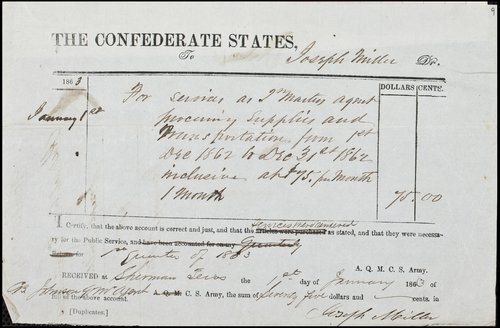 THE CONFEDERATE STATES,
To Joseph Miller Dr.
1863 DOLLARS CENTS.
January 1st For services as Qr Master agent
procuring supplies and
transportation from 1st
Dec 1862 to Dec 31st 1862
inclusive at $75. per Month
1 Month 75.00
I Certify, that the above account is correct and just, and that the articles were purchased services were rendered as stated, and that they were necessa-
ry for the Public Service, and have been accounted for on my Quarterly
for 1st Quarter of 1863
A. Q. M. C. S. Army.
RECEIVED at Sherman Texas the 1st day of January 1863 of
Johnson A. Q. M. C. S. Army, the sum of Seventy five dollars and cents, in
full of the above account. Joseph Miller
[Duplicates.]